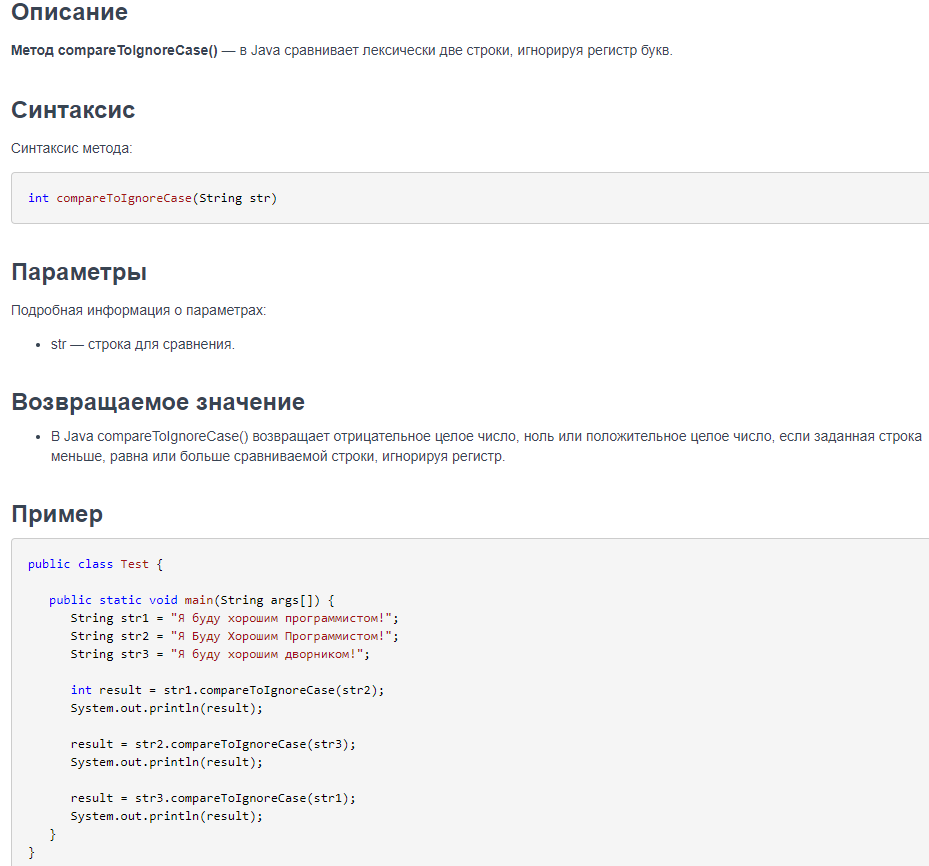 Описание
Метод compareToIgnoreCase() — в Java сравнивает лексически две строки, игнорируя регистр букв.
Синтаксис
Синтаксис метода:
int compareToIgnoreCase(String str)
Параметры
Подробная информация о параметрах:
• str — строка для сравнения.
Возвращаемое значение
• В Java compareToIgnoreCase() возвращает отрицательное целое число, ноль или положительное целое число, если заданная строка
меньше, равна или больше сравниваемой строки, игнорируя регистр.
Пример
public class Test {
public static void main(String args[]) {
String str1 = "Я буду хорошим программистом!";
String str2 = "Я Буду Хорошим Программистом!";
String str3 = "Я буду хорошим дворником!";
int result = str1.compareToIgnoreCase(str2);
System.out.println(result);
result = str2.compareToIgnoreCase(str3);
System.out.println(result);
result = str3.compareToIgnoreCase(str1);
System.out.println(result);
}
}